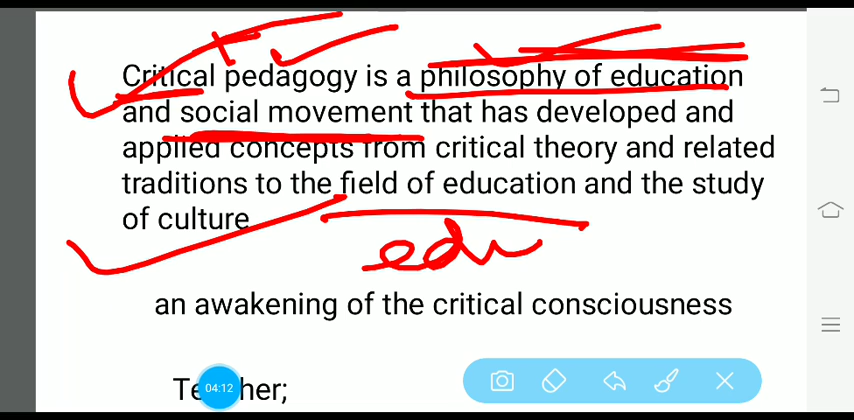 Critical pedagogy is a philosophy of education
and social movement that has developed and
applied concepts from critical theory and related
traditions to the field of education and the study
of culture
edu
an awakening of the critical consciousness
Te her;
04:12